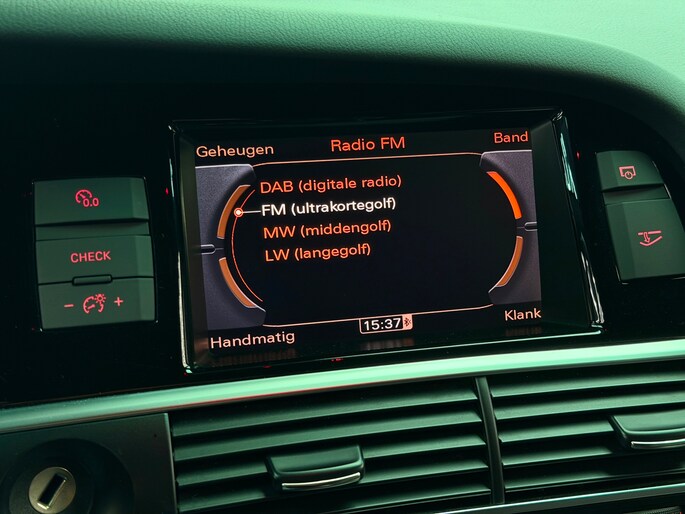 Geheugen
Radio FM
Band
DAB (digitale radio)
FM (ultrakortegolf)
MW (middengolf)
LW (langegolf)
Handmatig
15:37
Klank
0.0
CHECK
- +